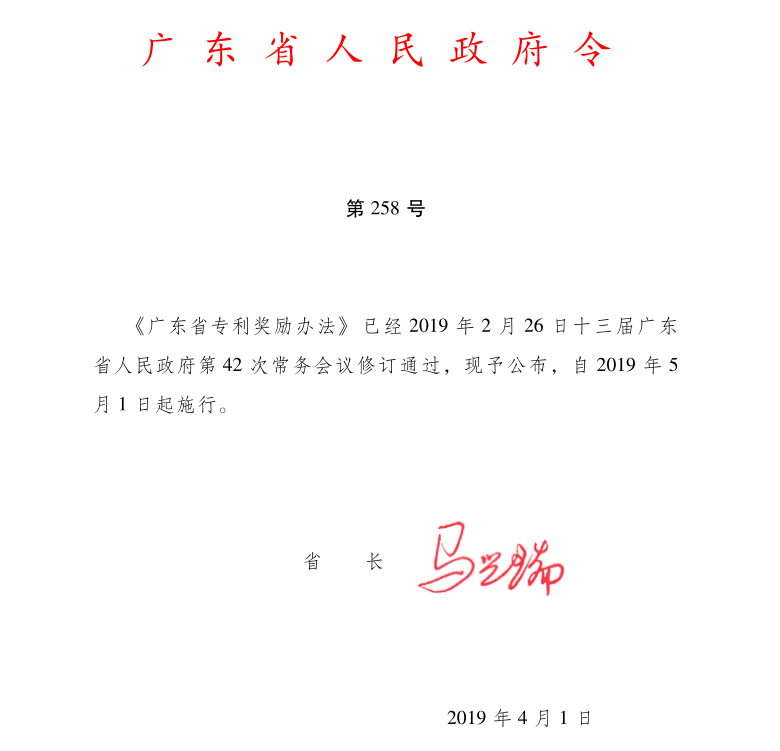 广东省人民政府令
第 258 号
《广东省专利奖励办法》已经 2019 年 2 月 26 日十三届广东
省人民政府第 42 次常务会议修订通过，现予公布，自 2019 年 5
月 1 日起施行。
省 长 马兴瑞
2019 年 4 月 1 日